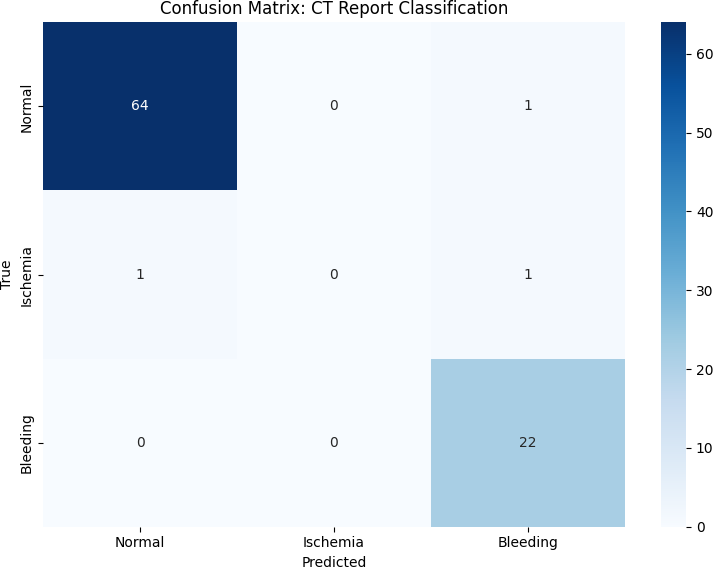 Confusion Matrix: CT Report Classification
Normal
64
0
1
60
50
40
True
Ischemia
1
0
1
30
20
Bleeding
0
0
22
10
0
Normal
Ischemia
Bleeding
Predicted